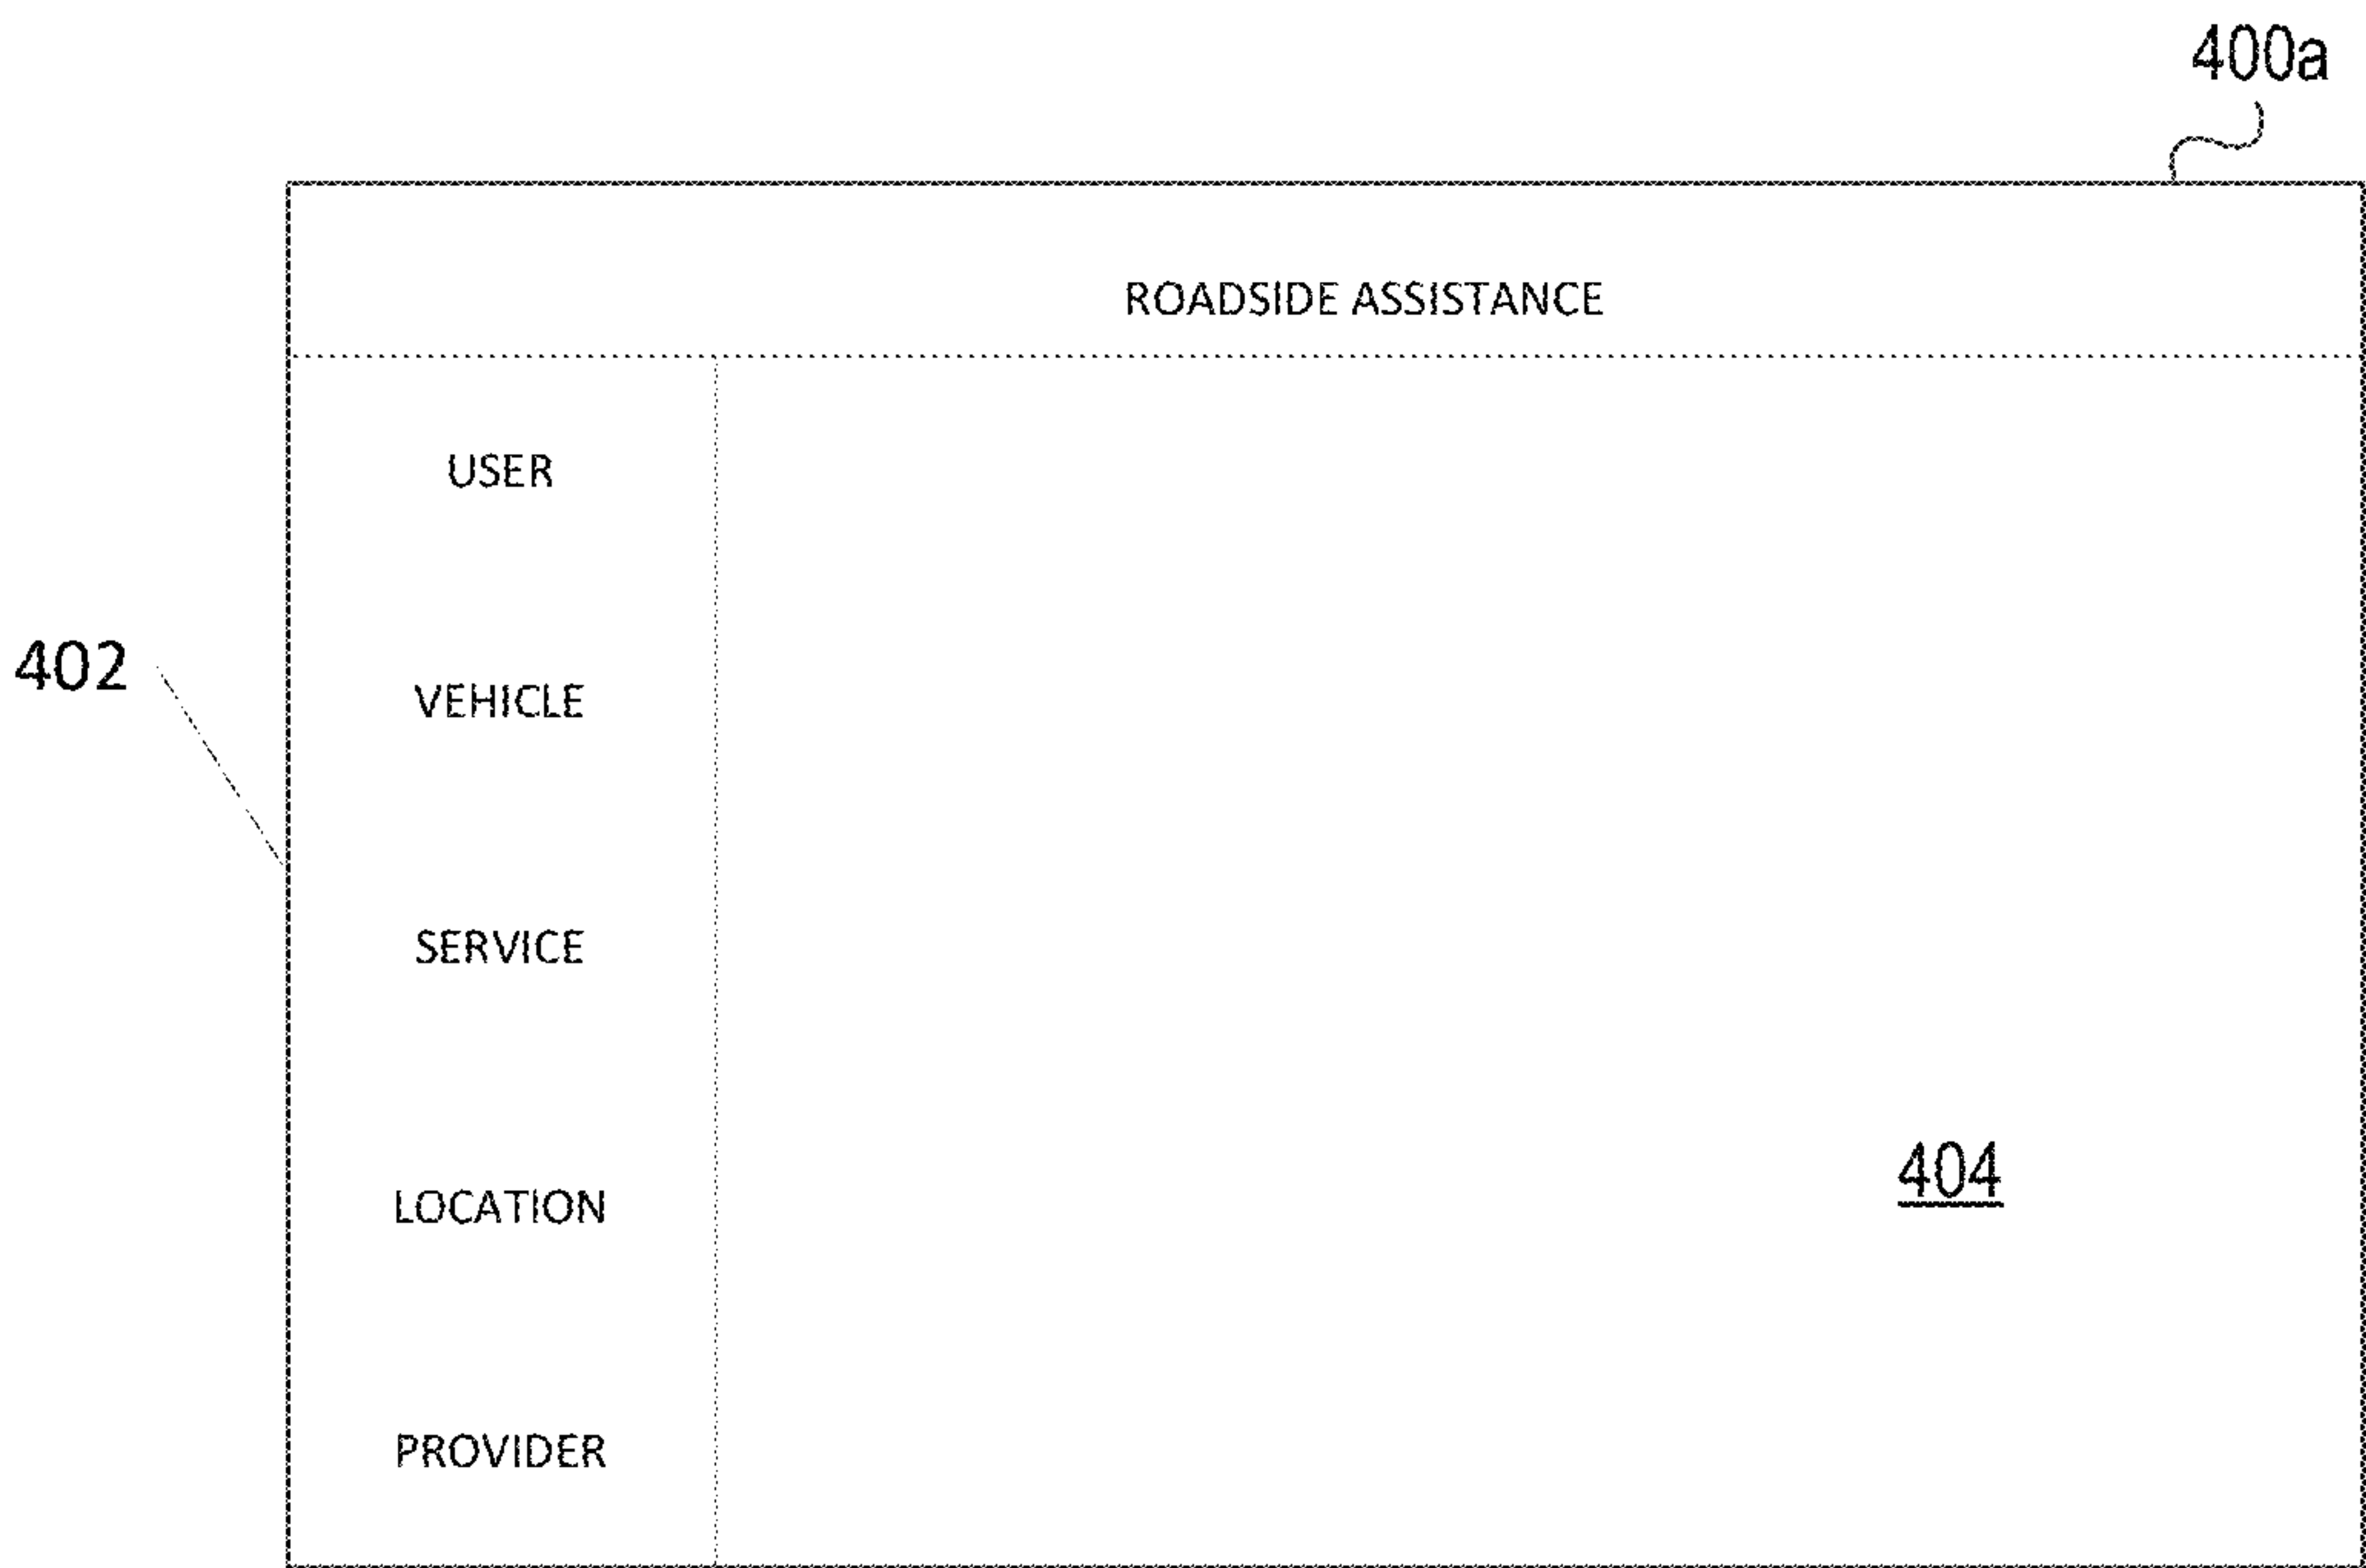 400a
ROADSIDE ASSISTANCE
USER
402
VEHICLE
SERVICE
LOCATION
404
PROVIDER